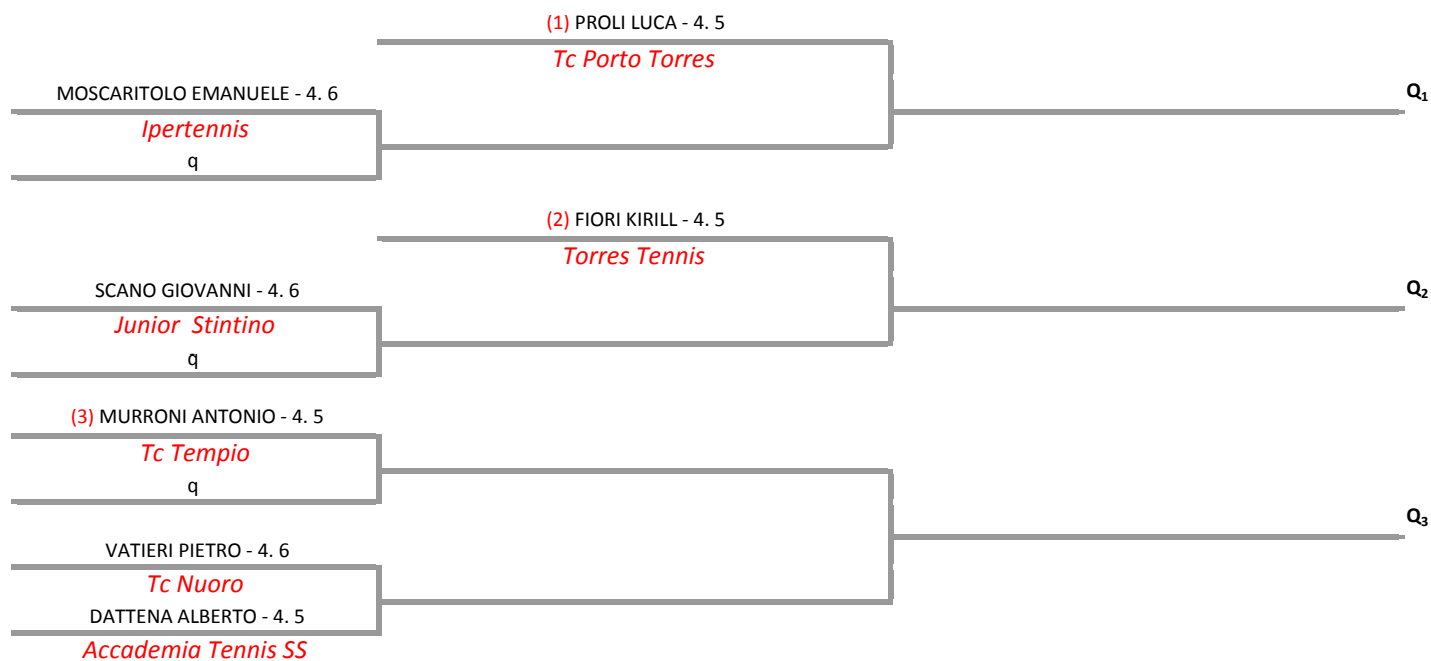 (1) PROLI LUCA - 4. 5
Tc Porto Torres
MOSCARITOLO EMANUELE - 4. 6
Q1
Ipertennis
q
(2) FIORI KIRILL - 4. 5
Torres Tennis
SCANO GIOVANNI - 4. 6
Q2
Junior Stintino
q
(3) MURRONI ANTONIO - 4. 5
Tc Tempio
q
Q3
VATIERI PIETRO - 4. 6
Tc Nuoro
DATTENA ALBERTO - 4. 5
Accademia Tennis SS